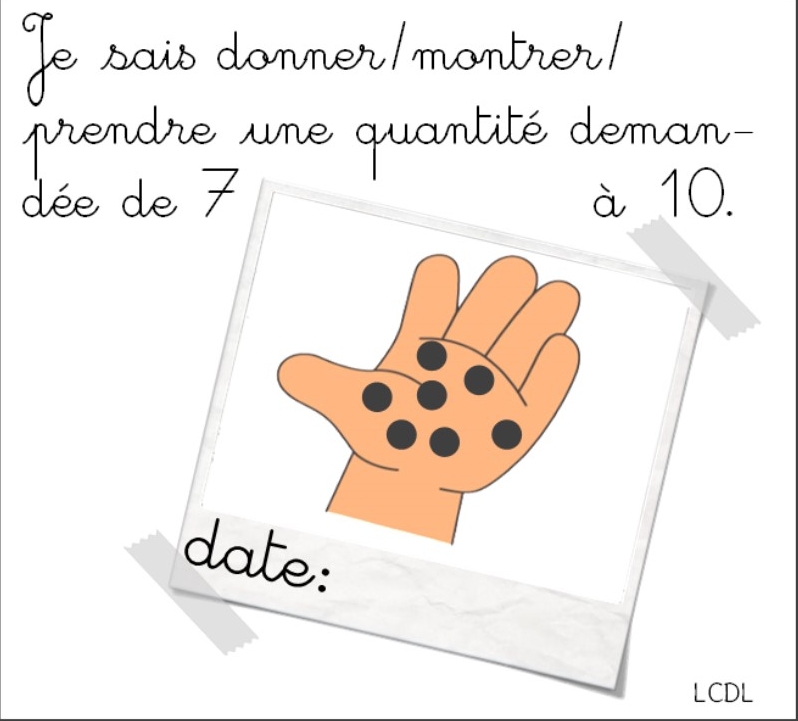 Je sais donner/montrer/
prendre une quantité deman-
dée de 7 à 10.
date:
LCDL